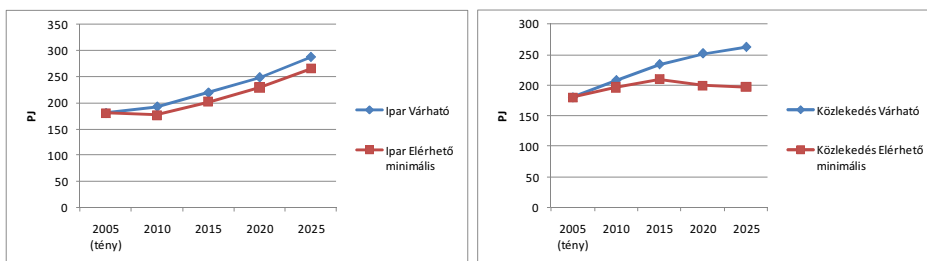 350
300
250
200
150
100
50
0
PJ
2005 2010 2015 2020 2025
(tény)
Ipar Várható
Ipar Elérhető
minimális
300
250
200
150
100
50
0
PJ
2005 2010 2015 2020 2025
(tény)
Közlekedés Várható
Közlekedés Elérhető
minimális